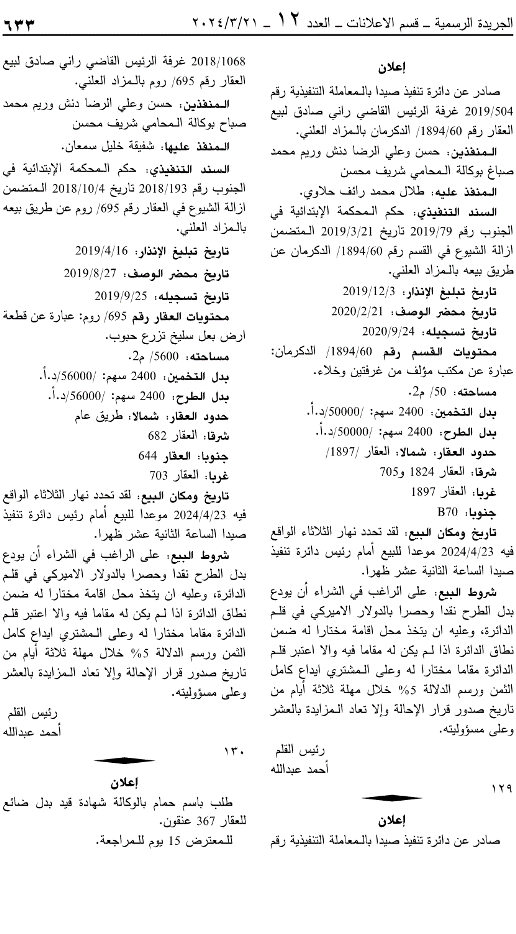 الجريدة الرسمية ــ قسم الاعلانات ــ العدد ١٢ ــ ٢٠٢٤/٣/٢١
٦٣٣
إعلان
صادر عن دائرة تنفيذ صيدا بالمعاملة التنفيذية رقم
2019/504 غرفة الرئيس القاضي راني صادق لبيع
العقار رقم 1894/60/ الدكرمان بالمزاد العلني.
المنفذين: حسن وعلي الرضا دنش وريم محمد
صباغ بوكالة المحامي شريف محسن
المنفذ عليه: طلال محمد رائف حلاوي.
السند التنفيذي: حكم المحكمة الإبتدائية في
الجنوب رقم 2019/79 تاريخ 2019/3/21 المتضمن
ازالة الشيوع في القسم رقم 1894/60/ الدكرمان عن
طريق بيعه بالمزاد العلني.
تاريخ تبليغ الإنذار: 2019/12/3
تاريخ محضر الوصف: 2020/2/21
تاريخ تسجيله: 2020/9/24
محتويات القسم رقم 1894/60/ الدكرمان:
عبارة عن مكتب مؤلف من غرفتين وخلاء.
مساحته: 50/ م2.
بدل التخمين: 2400 سهم: /50000/د.أ.
بدل الطرح: 2400 سهم: /50000/د.أ.
حدود العقار: شمالا: العقار /1897/
شرقا: العقار 1824 و705
غربا: العقار 1897
جنوبا: B70
تاريخ ومكان البيع: لقد تحدد نهار الثلاثاء الواقع
فيه 2024/4/23 موعدا للبيع أمام رئيس دائرة تنفيذ
صيدا الساعة الثانية عشر ظهرا.
شروط البيع: على الراغب في الشراء أن يودع
بدل الطرح نقدا وحصرا بالدولار الاميركي في قلم
الدائرة، وعليه ان يتخذ محل اقامة مختارا له ضمن
نطاق الدائرة اذا لم يكن له مقاما فيه والا اعتبر قلم
الدائرة مقاما مختارا له وعلى المشتري ايداع كامل
الثمن ورسم الدلالة 5% خلال مهلة ثلاثة أيام من
تاريخ صدور قرار الإحالة وإلا تعاد المزايدة بالعشر
وعلى مسؤوليته.
رئيس القلم
أحمد عبدالله
١٢٩
إعلان
صادر عن دائرة تنفيذ صيدا بالمعاملة التنفيذية رقم
2018/1068 غرفة الرئيس القاضي راني صادق لبيع
العقار رقم 695/ روم بالمزاد العلني.
المنفذين: حسن وعلي الرضا دنش وريم محمد
صباح بوكالة المحامي شريف محسن
المنفذ عليها: شفيقة خليل سمعان.
السند التنفيذي: حكم المحكمة الإبتدائية في
الجنوب رقم 2018/193 تاريخ 2018/10/4 المتضمن
ازالة الشيوع في العقار رقم 695/ روم عن طريق بيعه
بالمزاد العلني.
تاريخ تبليغ الإنذار: 2019/4/16
تاريخ محضر الوصف: 2019/8/27
تاريخ تسجيله: 2019/9/25
محتويات العقار رقم 695/ روم: عبارة عن قطعة
ارض بعل سليخ تزرع حبوب.
مساحته: 5600/ م2.
بدل التخمين: 2400 سهم: /56000/د.أ.
بدل الطرح: 2400 سهم: /56000/د.أ.
حدود العقار: شمالا: طريق عام
شرقا: العقار 682
جنوبا: العقار 644
غربا: العقار 703
تاريخ ومكان البيع: لقد تحدد نهار الثلاثاء الواقع
فيه 2024/4/23 موعدا للبيع أمام رئيس دائرة تنفيذ
صيدا الساعة الثانية عشر ظهرا.
شروط البيع: على الراغب في الشراء أن يودع
بدل الطرح نقدا وحصرا بالدولار الاميركي في قلم
الدائرة، وعليه ان يتخذ محل اقامة مختارا له ضمن
نطاق الدائرة اذا لم يكن له مقاما فيه والا اعتبر قلم
الدائرة مقاما مختارا له وعلى المشتري ايداع كامل
الثمن ورسم الدلالة 5% خلال مهلة ثلاثة أيام من
تاريخ صدور قرار الإحالة وإلا تعاد المزايدة بالعشر
وعلى مسؤوليته.
رئيس القلم
أحمد عبدالله
١٣٠
إعلان
طلب باسم حمام بالوكالة شهادة قيد بدل ضائع
للعقار 367 عنقون.
للمعترض 15 يوم للمراجعة.